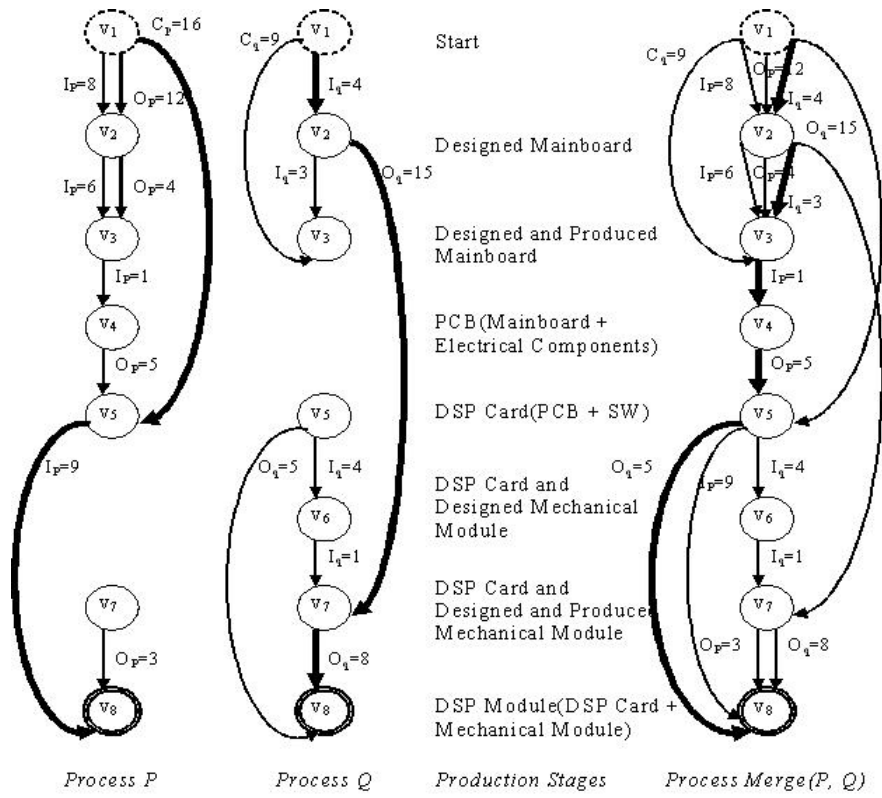 V1 Cp=16 Cq=9 V1 Start Cq=9 V1
Ip=8 Op=12 Iq=4 Ip=8 Op=12 Iq=4
V2 V2 Designed Mainboard V2 Oq=15
Ip=6 Op=4 Iq=3 Oq=15 Ip=6 Op=4 Iq=3
V3 V3 Designed and Produced V3
Mainboard
Ip=1 Ip=1
V4 PCB(Mainboard + V4
Electrical Components)
Op=5 Op=5
V5 V5 DSP Card(PCB + SW) V5
Ip=9 Oq=5 Iq=4 Oq=5 Ip=9 Iq=4
DSP Card and
Designed Mechanical
Module
V6 V6
Iq=1 Iq=1
V7 V7 DSP Card and V7
Designed and Produced
Mechanical Module
Op=3 Oq=8 Op=3 Oq=8
V8 V8 DSP Module(DSP Card + V8
Mechanical Module)
Process P Process Q Production Stages Process Merge(P, Q)